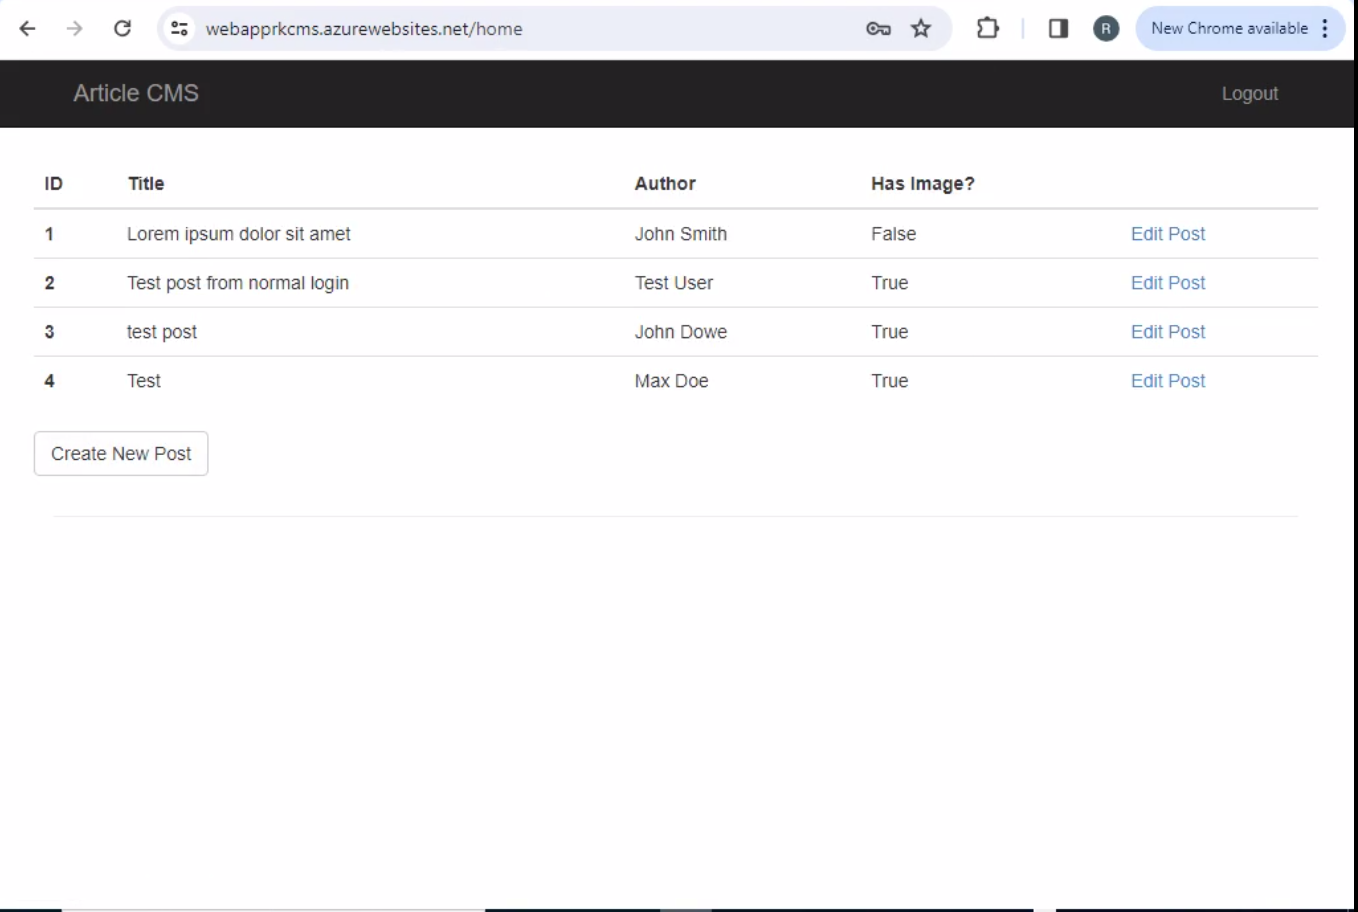 webapprkcms.azurewebsites.net/home
R
New Chrome available
Article CMS
Logout
ID Title Author Has Image?
1 Lorem ipsum dolor sit amet John Smith False Edit Post
2 Test post from normal login Test User True Edit Post
3 test post John Dowe True Edit Post
4 Test Max Doe True Edit Post
Create New Post